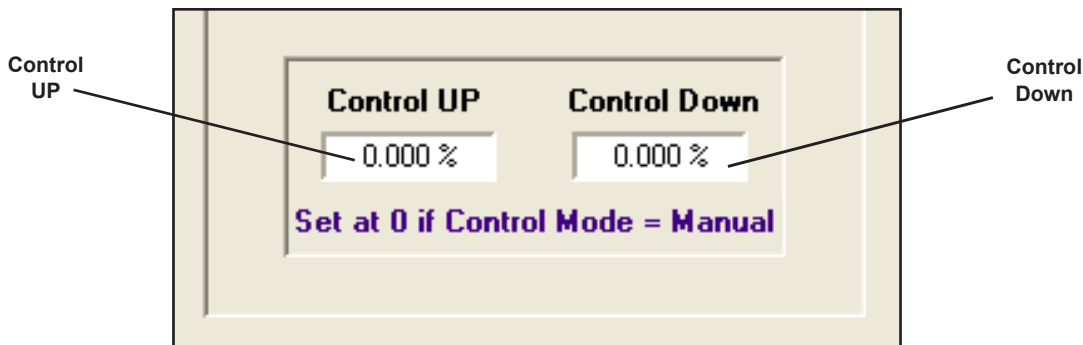 Control
UP
Control UP
Control Down
0.000 %
0.000 %
Set at 0 if Control Mode = Manual
Control
Down